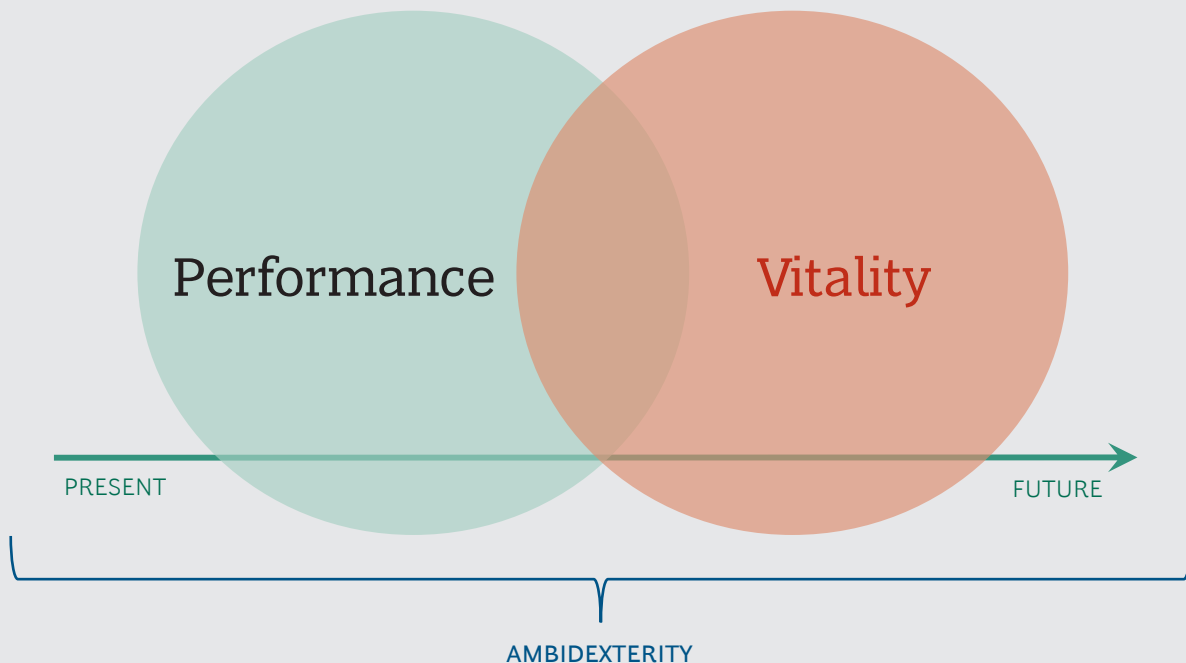 Performance
Vitality
PRESENT
FUTURE
AMBIDEXTERITY